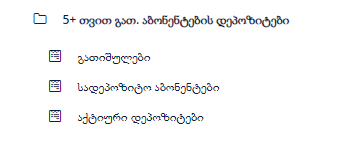 5+ თვით გათ. აბონენტების დეპოზიტები
გათიშულები
სადეპოზიტო აბონენტები
აქტიური დეპოზიტები